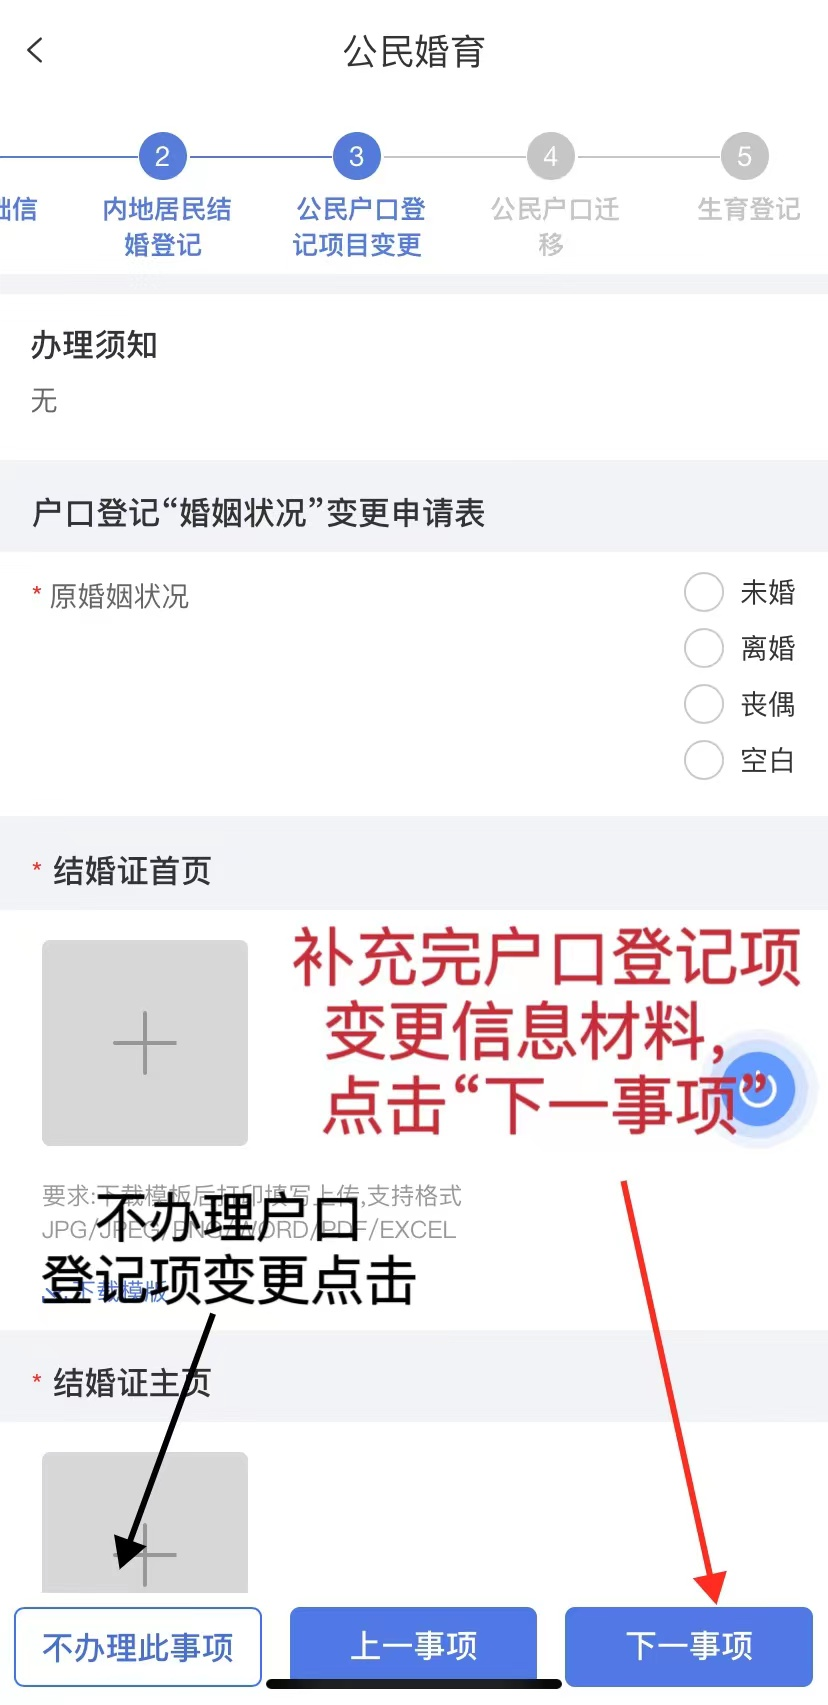 公民婚育
2
3
4
5
础信
内地居民结
婚登记
公民户口登
记项目变更
公民户口迁
移
生育登记
办理须知
无
户口登记“婚姻状况”变更申请表
* 原婚姻状况
未婚
离婚
丧偶
空白
* 结婚证首页
补充完户口登记项
变更信息材料，
点击“下一事项”
要求:下载模板后打印填写上传,支持格式
JPG/JPEG/PNG/WORD/PDF/EXCEL
不办理户口
登记项变更点击
下载模版
* 结婚证主页
不办理此事项
上一事项
下一事项